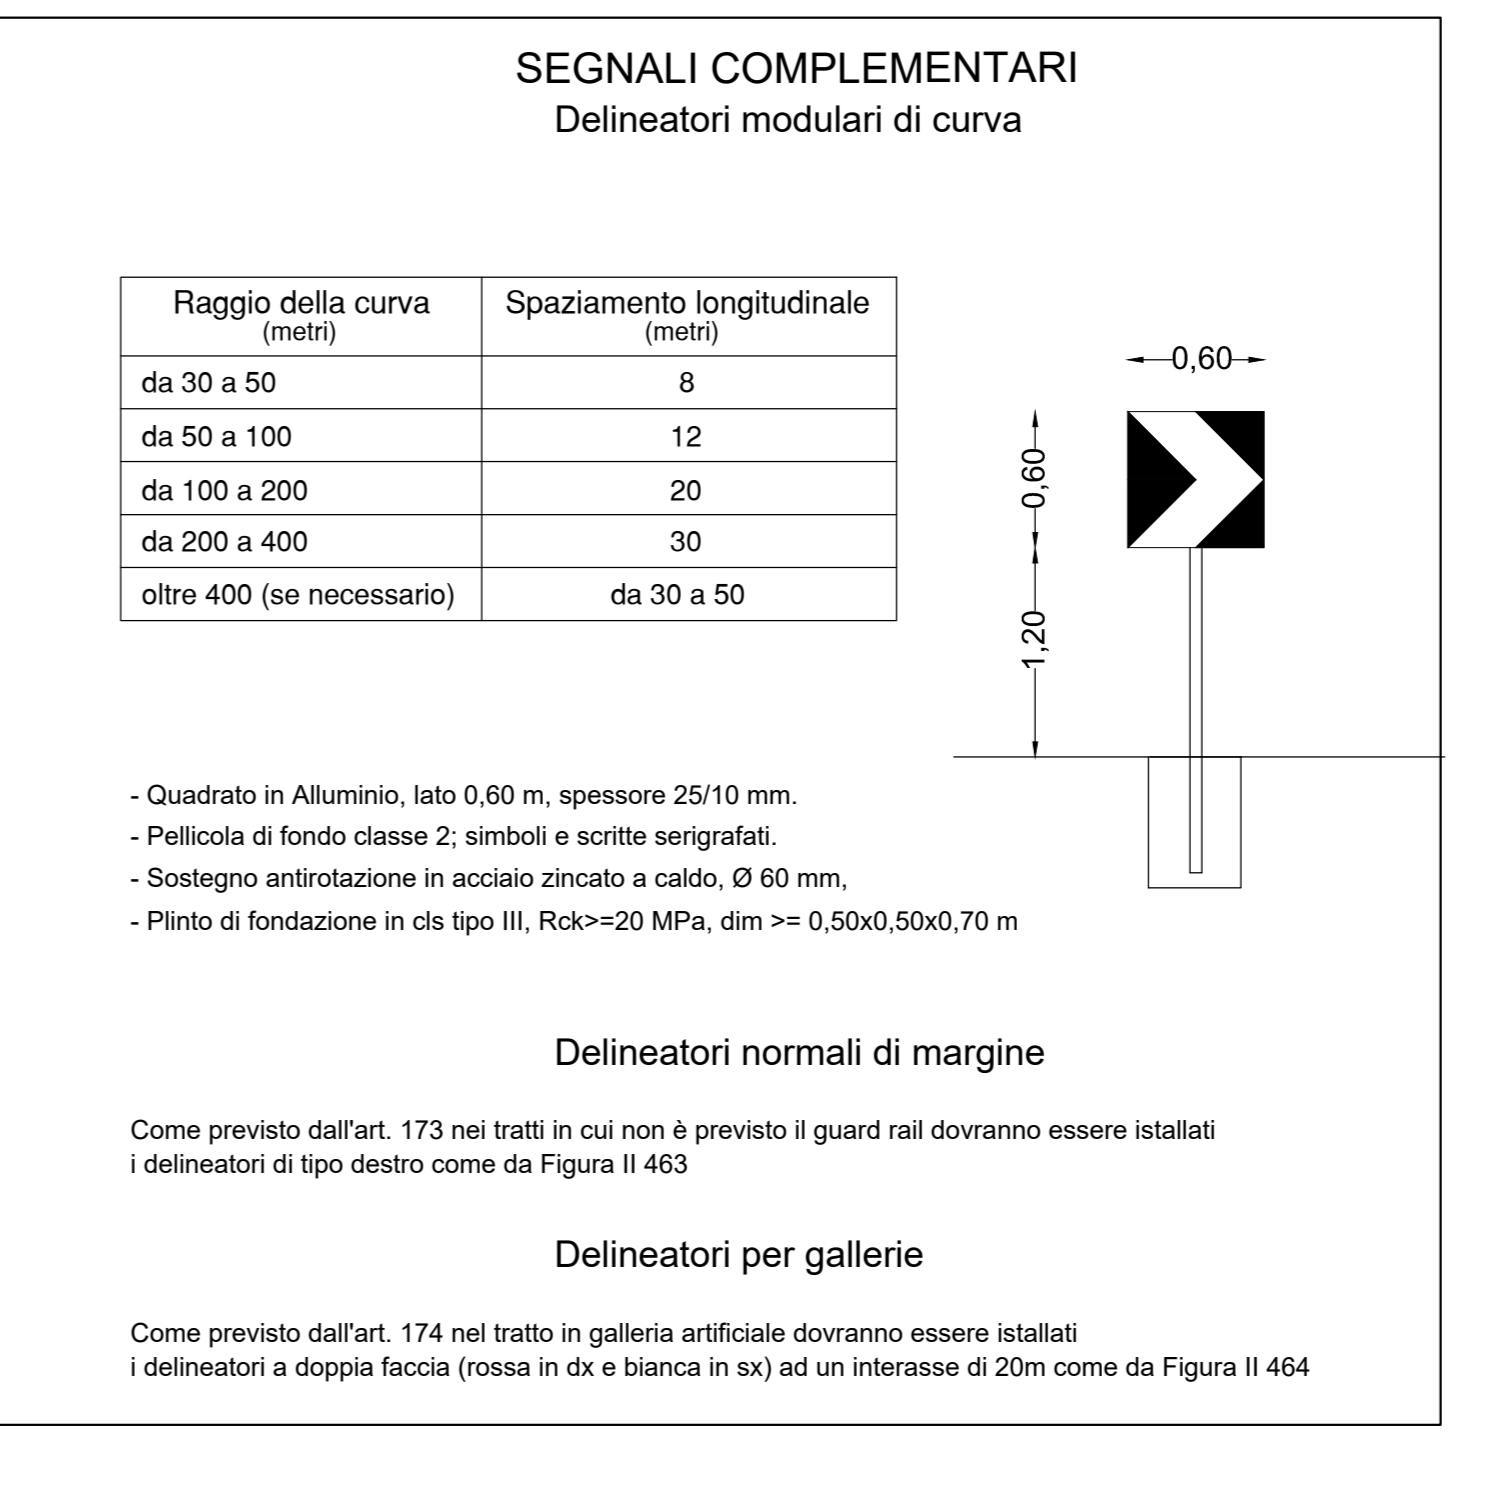 SEGNALI COMPLEMENTARI
Delineatori modulari di curva
Raggio della curva Spaziamento longitudinale
(metri) (metri)
da 30 a 50 8
da 50 a 100 12
da 100 a 200 20
da 200 a 400 30
oltre 400 (se necessario) da 30 a 50
0,60
0,60
1,20
- Quadrato in Alluminio, lato 0,60 m, spessore 25/10 mm.
- Pellicola di fondo classe 2; simboli e scritte serigrafati.
- Sostegno antirotazione in acciaio zincato a caldo, Ø 60 mm,
- Plinto di fondazione in cls tipo III, Rck>=20 MPa, dim >= 0,50x0,50x0,70 m
Delineatori normali di margine
Come previsto dall'art. 173 nei tratti in cui non è previsto il guard rail dovranno essere istallati
i delineatori di tipo destro come da Figura II 463
Delineatori per gallerie
Come previsto dall'art. 174 nel tratto in galleria artificiale dovranno essere istallati
i delineatori a doppia faccia (rossa in dx e bianca in sx) ad un interasse di 20m come da Figura II 464